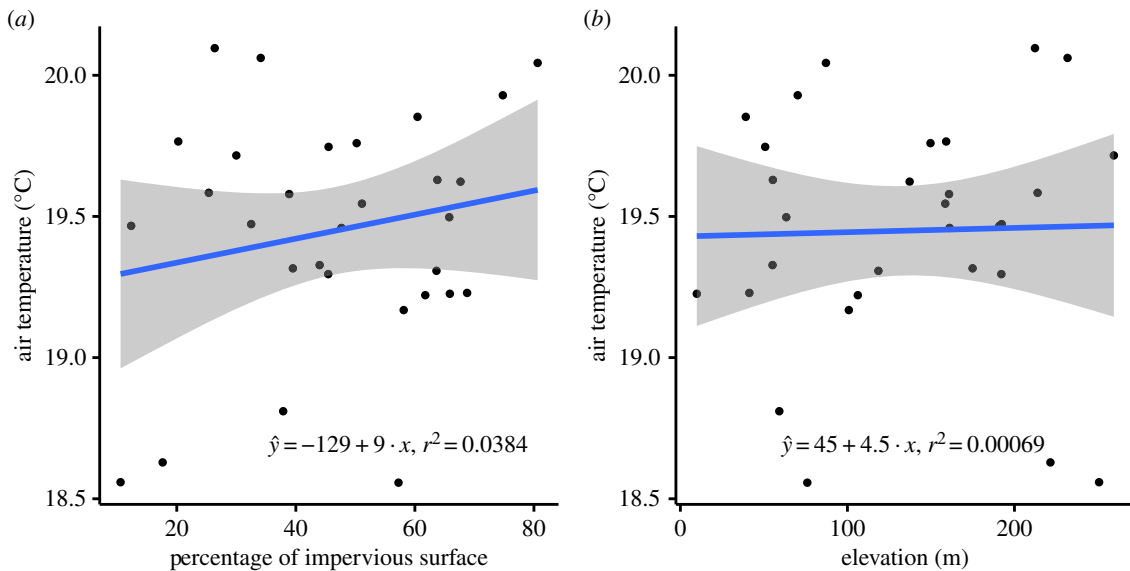 (a)
20.0
19.5
19.0
18.5
air temperature (°C)
20
40
60
80
percentage of impervious surface
ŷ = −129 + 9 · x, r² = 0.0384
(b)
20.0
19.5
19.0
18.5
air temperature (°C)
0
100
200
elevation (m)
ŷ = 45 + 4.5 · x, r² = 0.00069